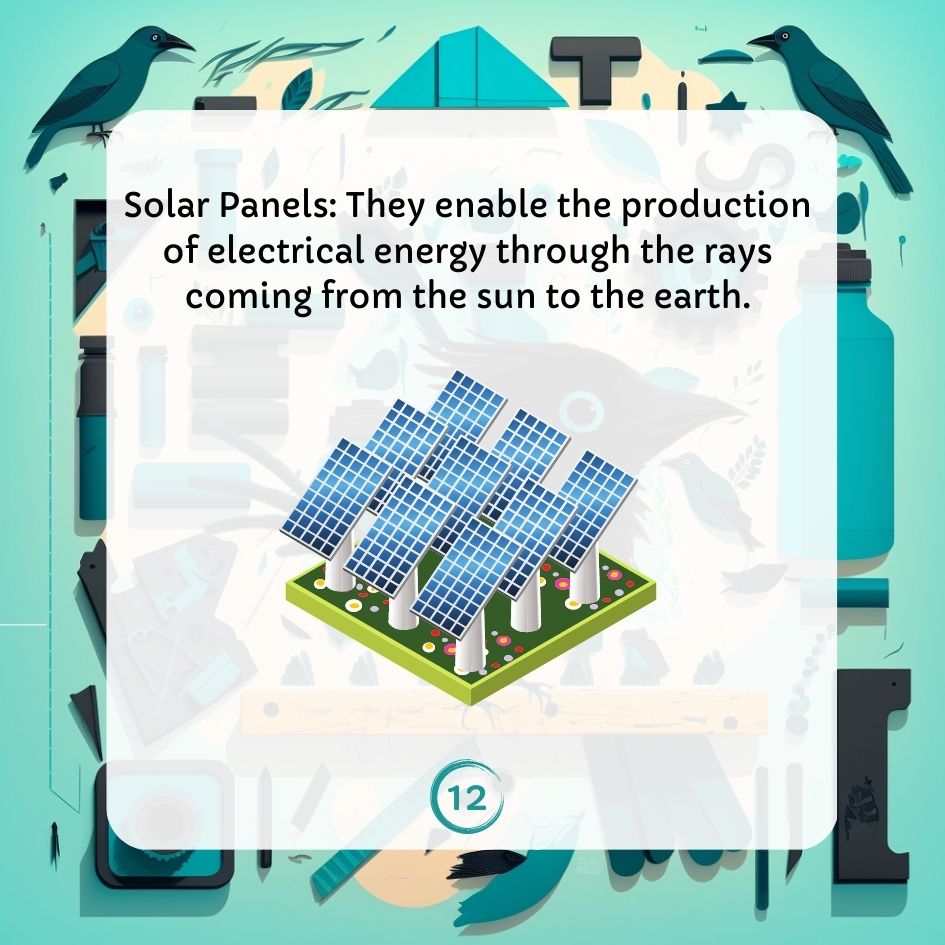 Solar Panels: They enable the production
of electrical energy through the rays
coming from the sun to the earth.
12